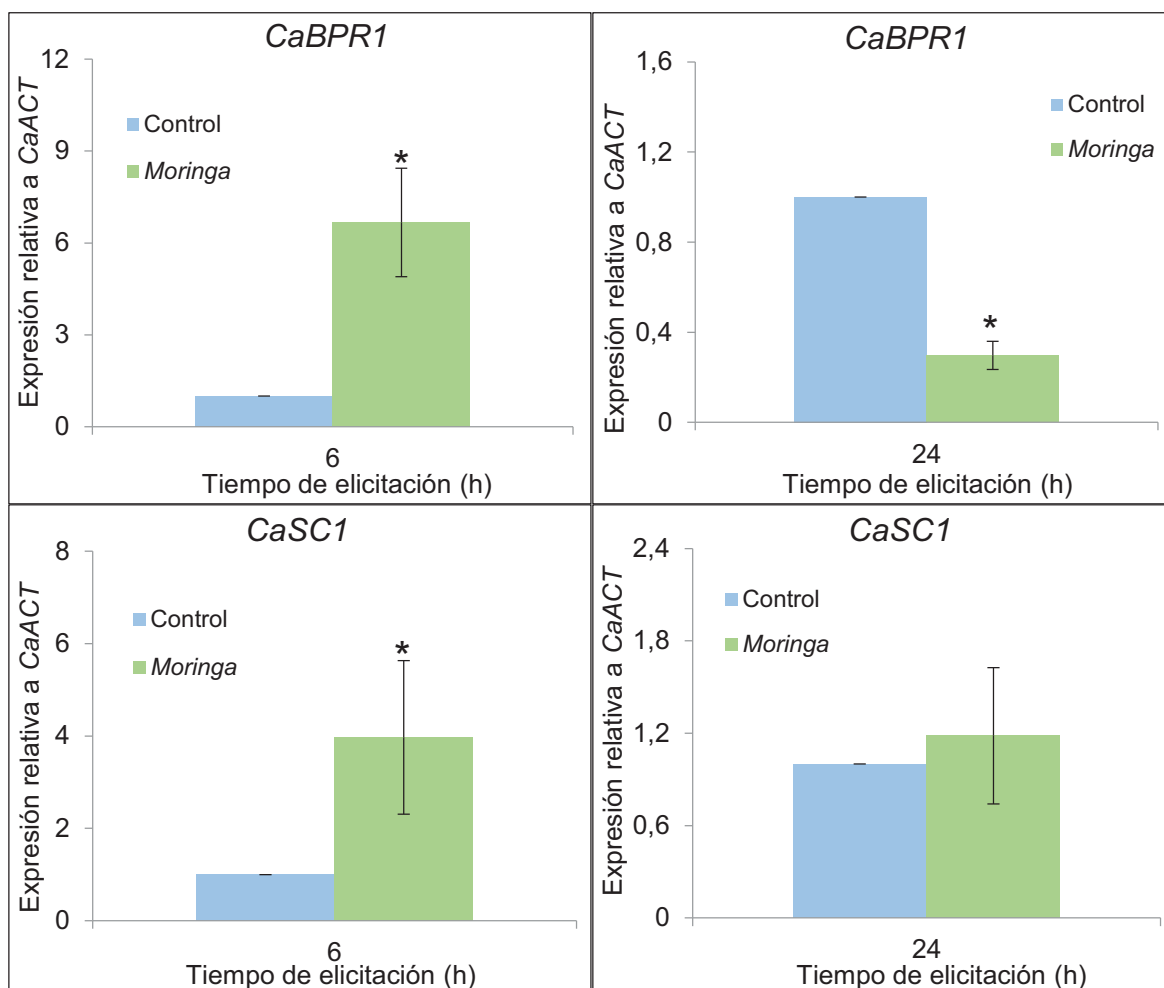 CaBPR1
Expresión relativa a CaACT
12
9
6
3
0
Control
Moringa
*
6
Tiempo de elicitación (h)
CaBPR1
Expresión relativa a CaACT
1,6
1,2
0,8
0,4
0
Control
Moringa
*
24
Tiempo de elicitación (h)
CaSC1
Expresión relativa a CaACT
8
6
4
2
0
Control
Moringa
*
6
Tiempo de elicitación (h)
CaSC1
Expresión relativa a CaACT
2,4
1,8
1,2
0,6
0
Control
Moringa
24
Tiempo de elicitación (h)